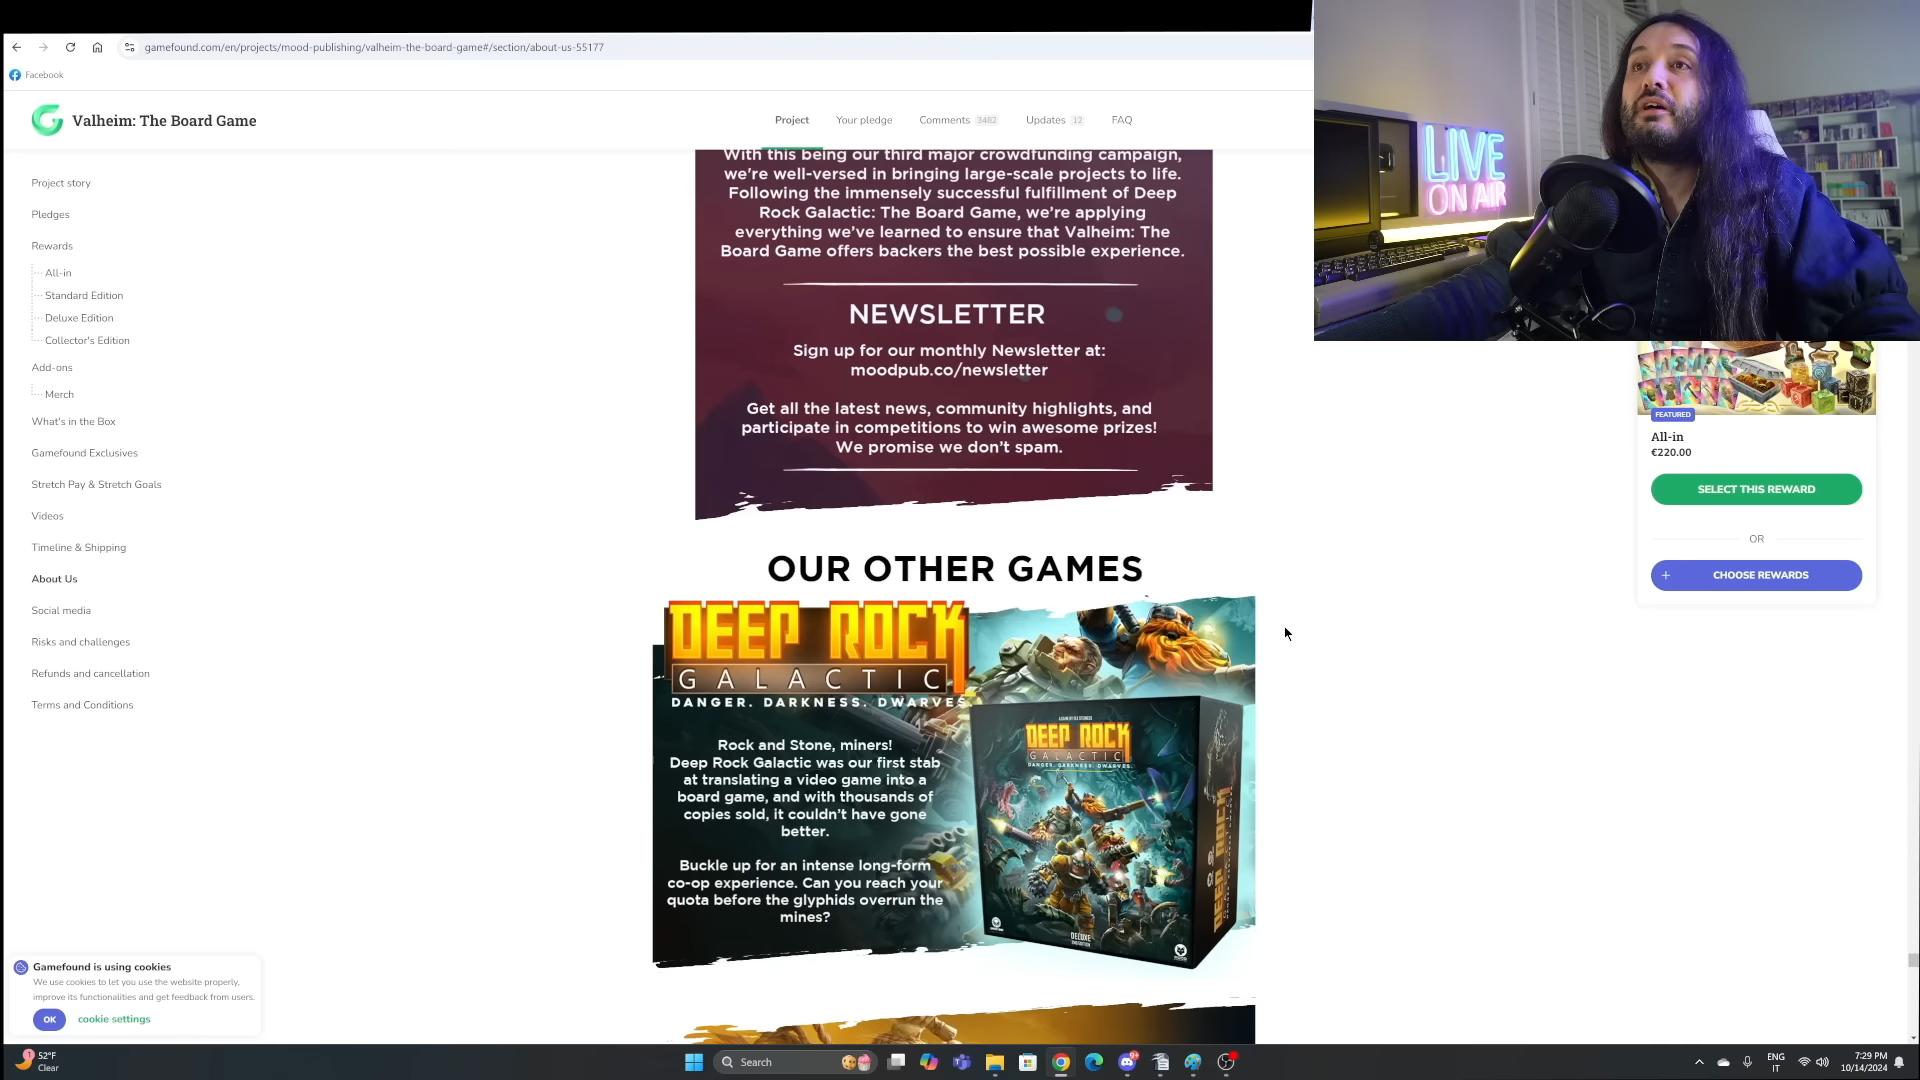 gamefound.com/en/projects/mood-publishing/valheim-the-board-game#/section/about-us-55177
Facebook
Valheim: The Board Game
Project
Your pledge
Comments 3482
Updates 12
FAQ
LIVE
ON AIR
Project story
Pledges
Rewards
All-in
Standard Edition
Deluxe Edition
Collector's Edition
Add-ons
Merch
What's in the Box
Gamefound Exclusives
Stretch Pay & Stretch Goals
Videos
Timeline & Shipping
About Us
Social media
Risks and challenges
Refunds and cancellation
Terms and Conditions
With this being our third major crowdfunding campaign,
we're well-versed in bringing large-scale projects to life.
Following the immensely successful fulfillment of Deep
Rock Galactic: The Board Game, we're applying
everything we've learned to ensure that Valheim: The
Board Game offers backers the best possible experience.
NEWSLETTER
Sign up for our monthly Newsletter at:
moodpub.co/newsletter
Get all the latest news, community highlights, and
participate in competitions to win awesome prizes!
We promise we don't spam.
OUR OTHER GAMES
DEEP ROCK
GALACTIC
DANGER. DARKNESS. DWARVES
Rock and Stone, miners!
Deep Rock Galactic was our first stab
at translating a video game into a
board game, and with thousands of
copies sold, it couldn't have gone
better.
Buckle up for an intense long-form
co-op experience. Can you reach your
quota before the glyphids overrun the
mines?
DEEP ROCK
GALACTIC
DANGER. DARKNESS. DWARVES.
DELUXE
FEATURED
All-in
€220.00
SELECT THIS REWARD
OR
+ CHOOSE REWARDS
Gamefound is using cookies
We use cookies to let you use the website properly,
improve its functionalities and get feedback from users.
OK
cookie settings
1
52°F
Clear
Search
ENG
IT
7:29 PM
10/14/2024